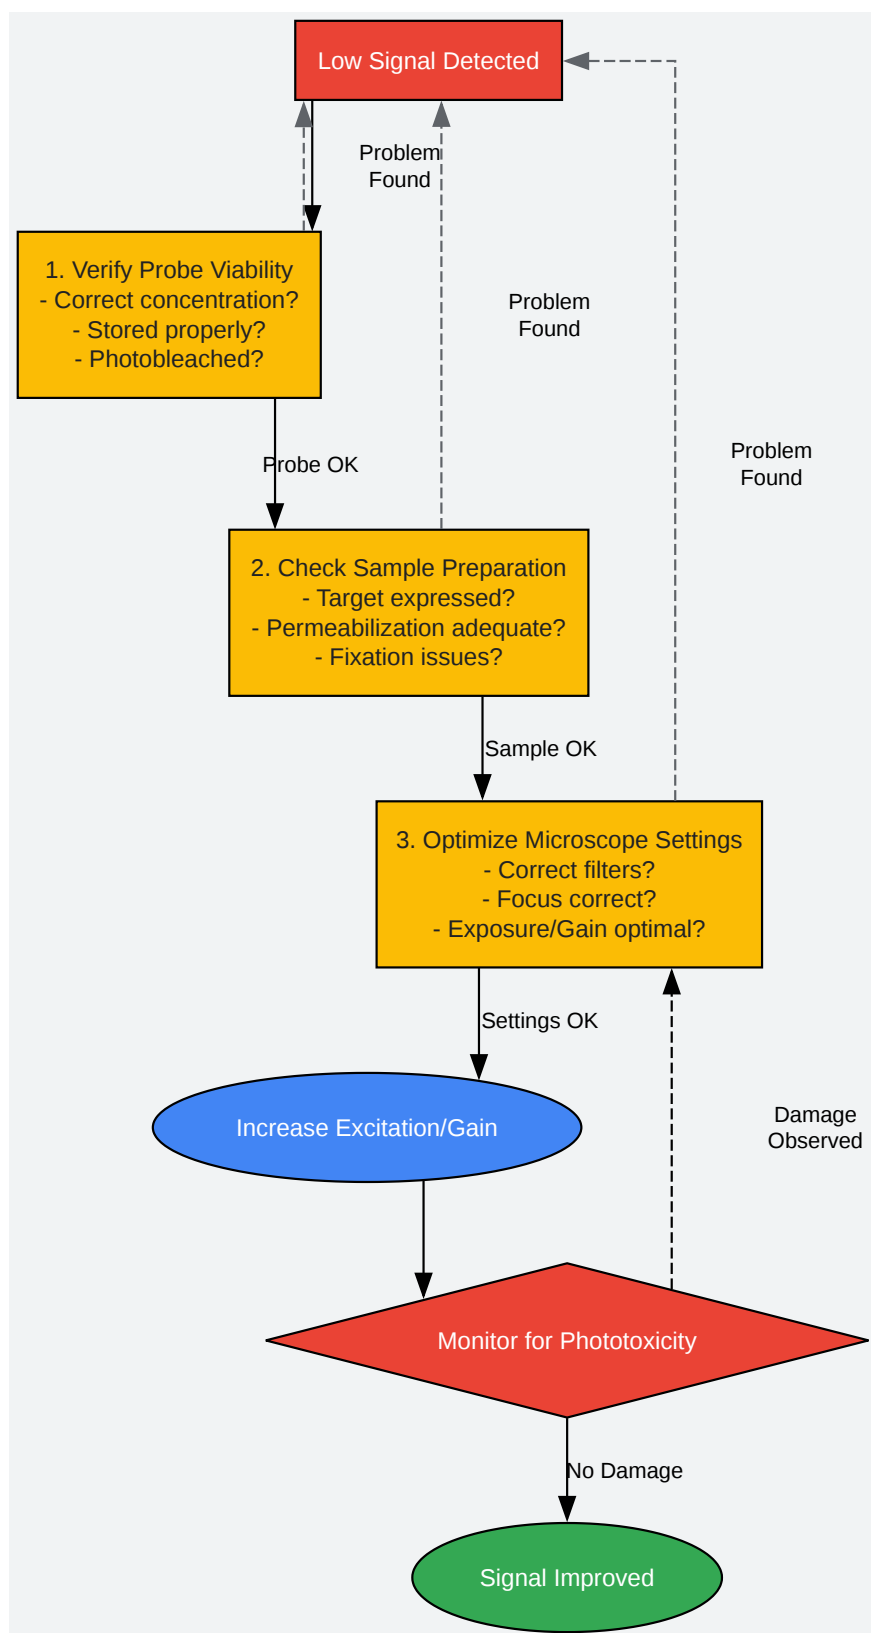 Low Signal Detected
Problem
Found
1. Verify Probe Viability
- Correct concentration?
- Stored properly?
- Photobleached?
Problem
Found
Probe OK
Problem
Found
2. Check Sample Preparation
- Target expressed?
- Permeabilization adequate?
- Fixation issues?
Sample OK
3. Optimize Microscope Settings
- Correct filters?
- Focus correct?
- Exposure/Gain optimal?
Settings OK
Increase Excitation/Gain
Damage
Observed
Monitor for Phototoxicity
No Damage
Signal Improved